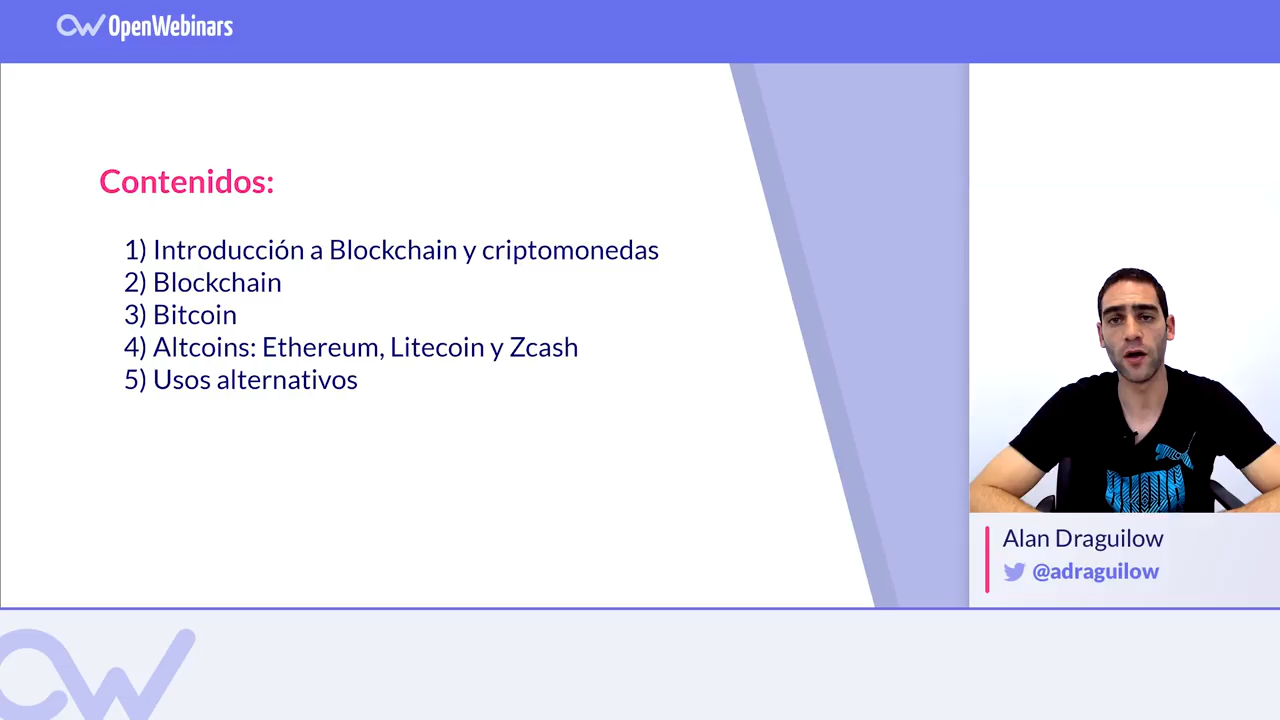 OpenWebinars
Contenidos:
1) Introducción a Blockchain y criptomonedas
2) Blockchain
3) Bitcoin
4) Altcoins: Ethereum, Litecoin y Zcash
5) Usos alternativos
PUMA
Alan Draguilow
@adraguilow